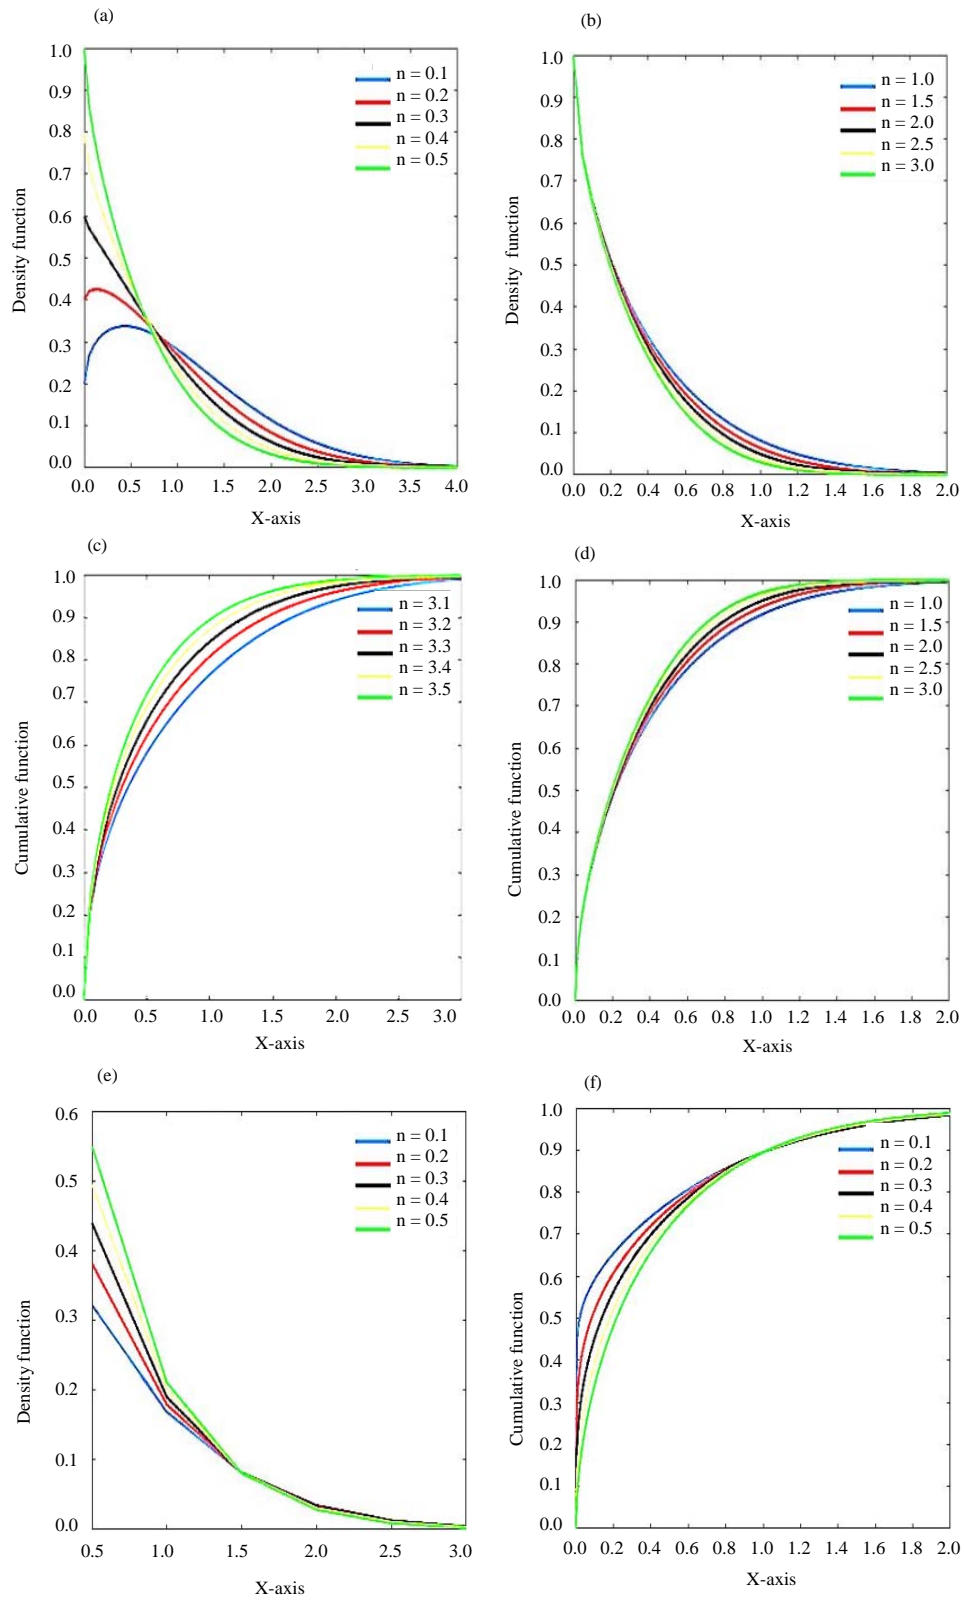 (a)
1.0
0.9
0.8
0.7
0.6
0.5
0.4
0.3
0.2
0.1
0.0
Density function
n = 0.1
n = 0.2
n = 0.3
n = 0.4
n = 0.5
0.0 0.5 1.0 1.5 2.0 2.5 3.0 3.5 4.0
X-axis
(b)
1.0
0.9
0.8
0.7
0.6
0.5
0.4
0.3
0.2
0.1
0.0
Density function
n = 1.0
n = 1.5
n = 2.0
n = 2.5
n = 3.0
0.0 0.2 0.4 0.6 0.8 1.0 1.2 1.4 1.6 1.8 2.0
X-axis
(c)
1.0
0.9
0.8
0.7
0.6
0.5
0.4
0.3
0.2
0.1
0.0
Cumulative function
n = 3.1
n = 3.2
n = 3.3
n = 3.4
n = 3.5
0.0 0.5 1.0 1.5 2.0 2.5 3.0
X-axis
(d)
1.0
0.9
0.8
0.7
0.6
0.5
0.4
0.3
0.2
0.1
0.0
Cumulative function
n = 1.0
n = 1.5
n = 2.0
n = 2.5
n = 3.0
0.0 0.2 0.4 0.6 0.8 1.0 1.2 1.4 1.6 1.8 2.0
X-axis
(e)
0.6
0.5
0.4
0.3
0.2
0.1
0.0
Density function
n = 0.1
n = 0.2
n = 0.3
n = 0.4
n = 0.5
0.5 1.0 1.5 2.0 2.5 3.0
X-axis
(f)
1.0
0.9
0.8
0.7
0.6
0.5
0.4
0.3
0.2
0.1
0.0
Cumulative function
n = 0.1
n = 0.2
n = 0.3
n = 0.4
n = 0.5
0.0 0.2 0.4 0.6 0.8 1.0 1.2 1.4 1.6 1.8 2.0
X-axis